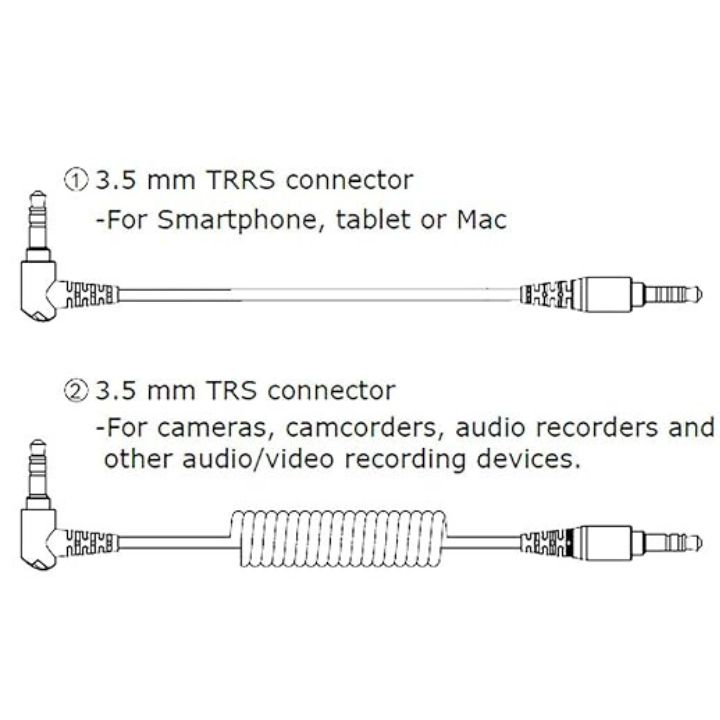 ① 3.5 mm TRRS connector
-For Smartphone, tablet or Mac
② 3.5 mm TRS connector
-For cameras, camcorders, audio recorders and
other audio/video recording devices.